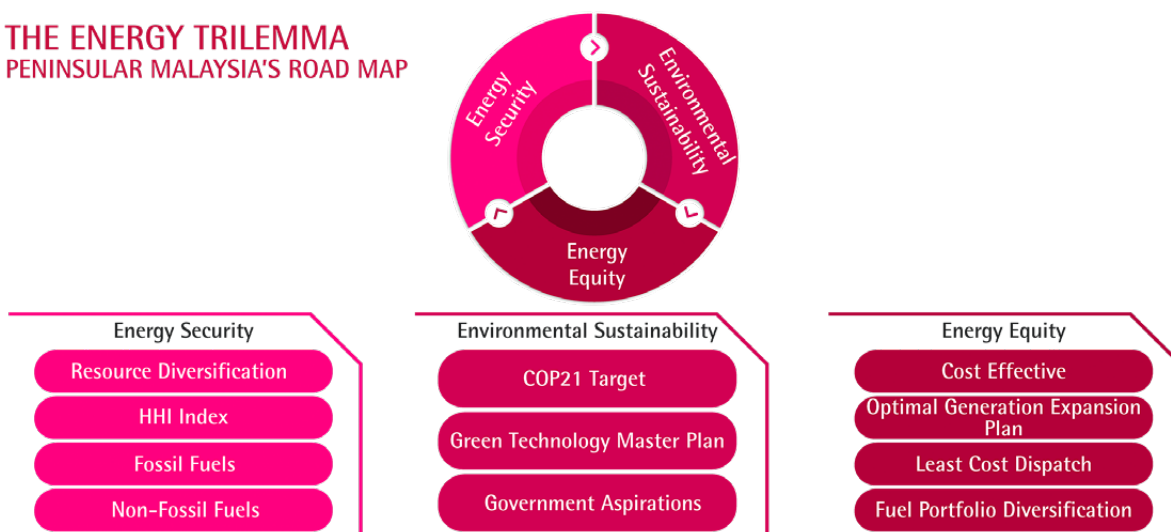 THE ENERGY TRILEMMA
PENINSULAR MALAYSIA'S ROAD MAP
Energy
Security
Environmental
Sustainability
Energy
Equity
Energy Security
Resource Diversification
HHI Index
Fossil Fuels
Non-Fossil Fuels
Environmental Sustainability
COP21 Target
Green Technology Master Plan
Government Aspirations
Energy Equity
Cost Effective
Optimal Generation Expansion
Plan
Least Cost Dispatch
Fuel Portfolio Diversification